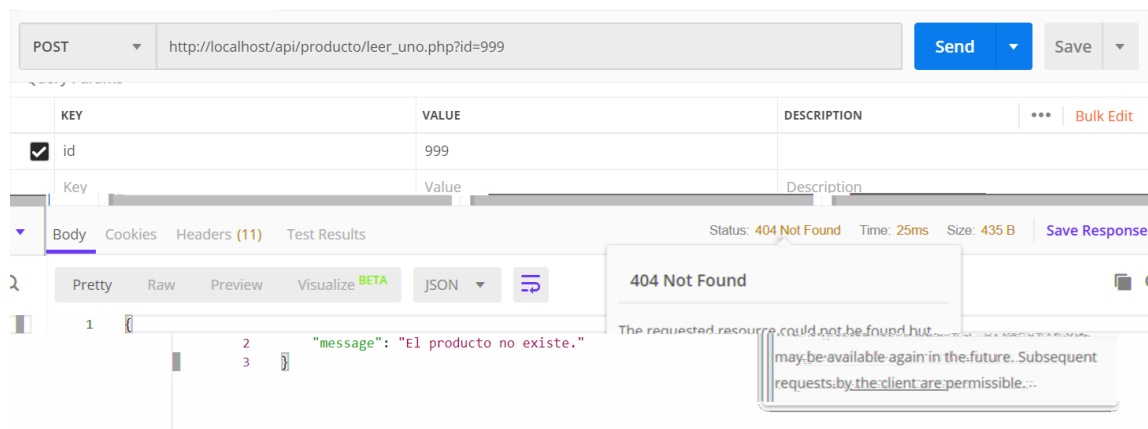 POST http://localhost/api/producto/leer_uno.php?id=999 Send Save
Query Params
KEY VALUE DESCRIPTION ••• Bulk Edit
id 999
Key Value Description
Body Cookies Headers (11) Test Results Status: 404 Not Found Time: 25ms Size: 435 B Save Response
Pretty Raw Preview Visualize BETA JSON
404 Not Found
The requested resource could not be found but
may be available again in the future. Subsequent
requests by the client are permissible.
1 {
2 "message": "El producto no existe."
3 }